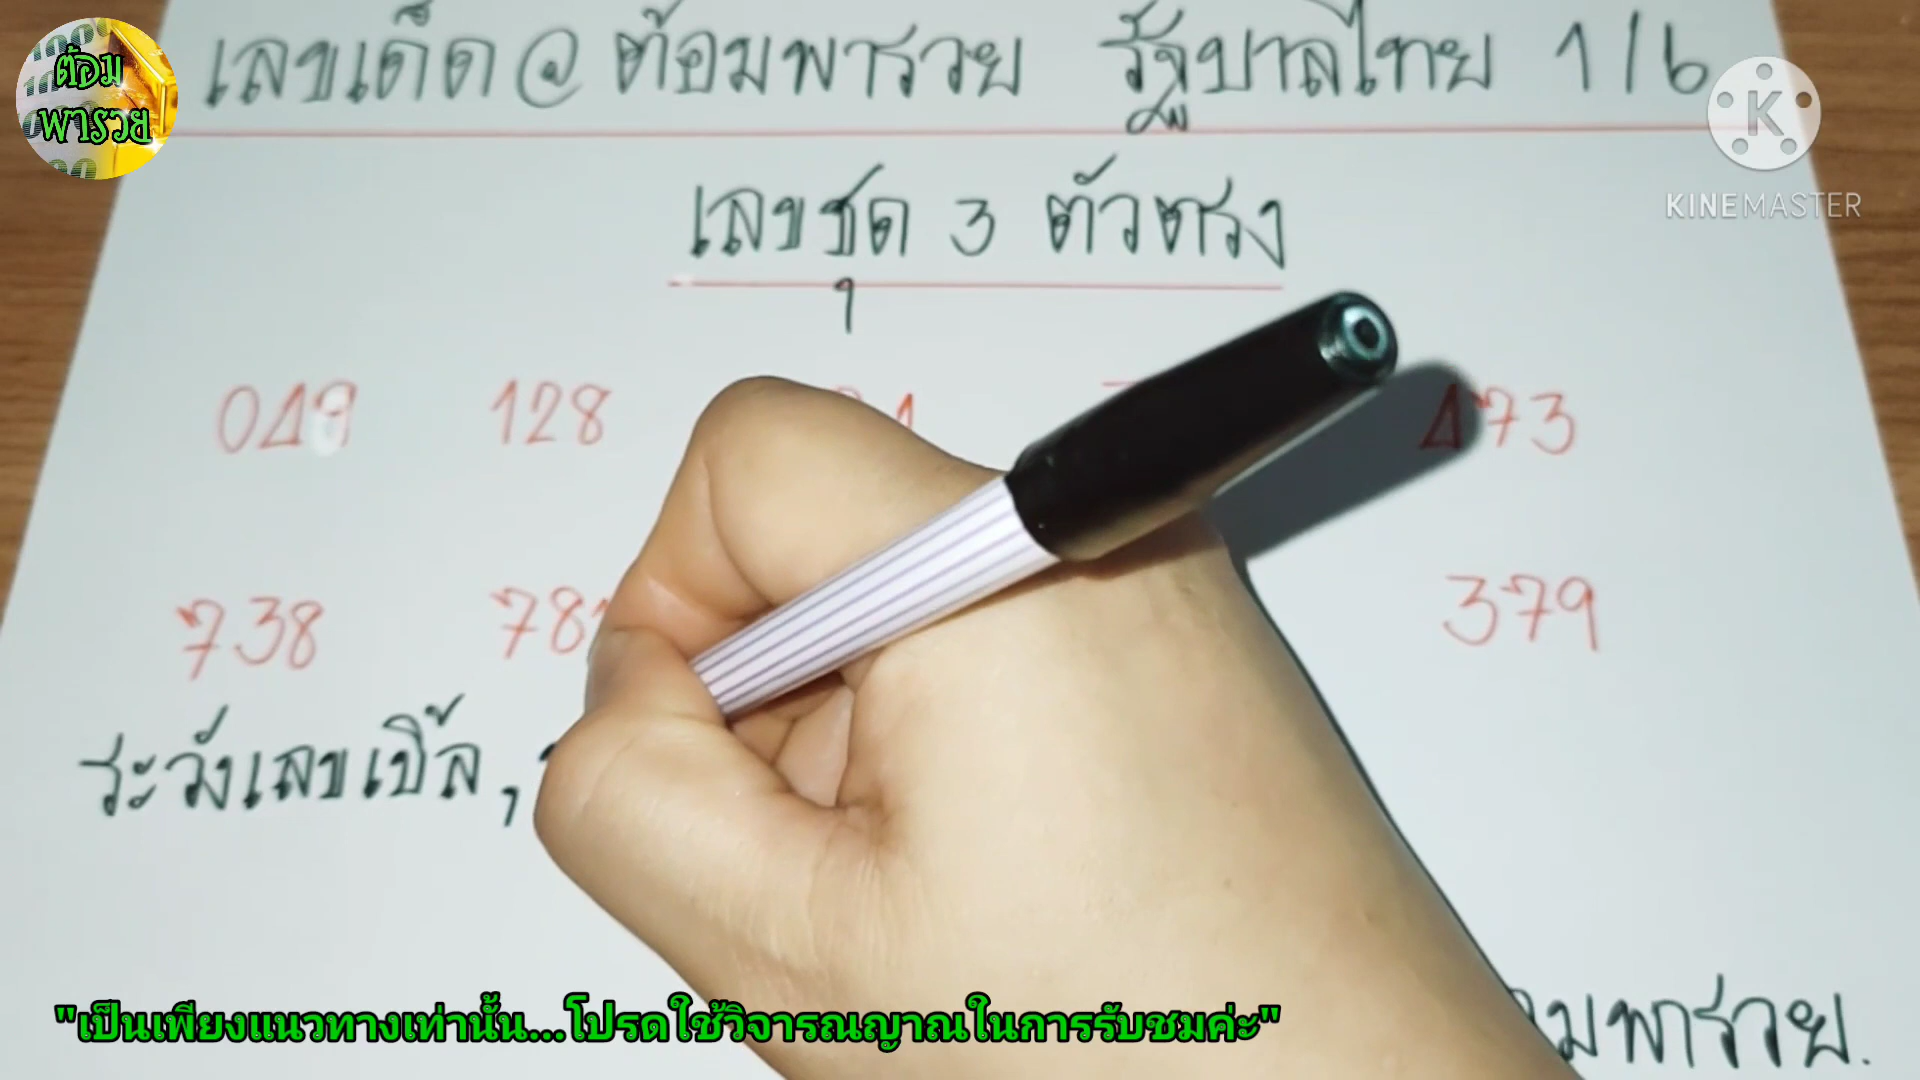 ต้อม
พารวย
เลขเด็ด@ต้อมพารวย รัฐบาลไทย 1/6
KINEMASTER
เลขชุด 3 ตัวตรง
049 128 473
738 78 379
ระวังเลขเบิ้ล,
มพารวย.
"เป็นเพียงแนวทางเท่านั้น...โปรดใช้วิจารณญาณในการรับชมค่ะ"